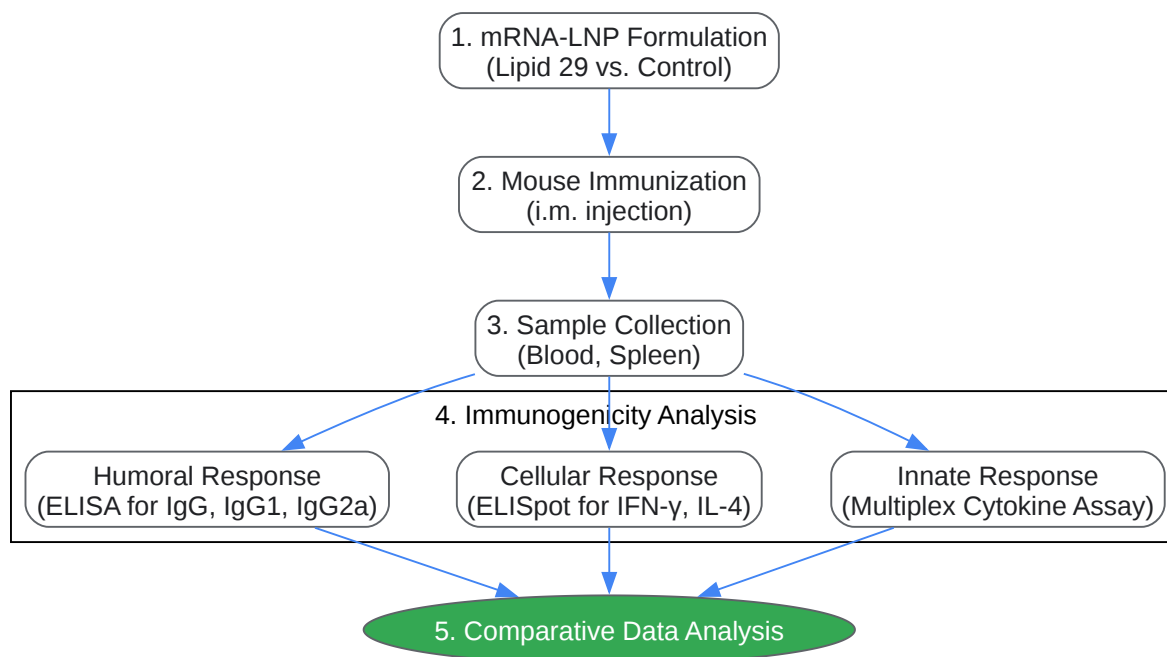 1. mRNA-LNP Formulation
(Lipid 29 vs. Control)
2. Mouse Immunization
(i.m. injection)
3. Sample Collection
(Blood, Spleen)
4. Immunogenicity Analysis
Humoral Response
(ELISA for IgG, IgG1, IgG2a)
Cellular Response
(ELISpot for IFN-γ, IL-4)
Innate Response
(Multiplex Cytokine Assay)
5. Comparative Data Analysis